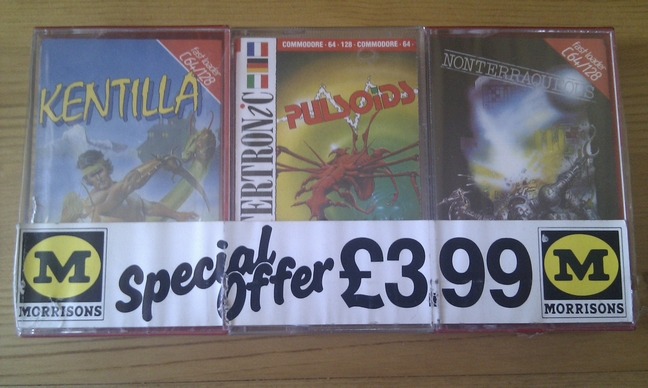 fast loader
C64/128
KENTILLA
COMMODORE · 64 · 128 · COMMODORE · 64 ·
PULSOIDS
fast loader
C64/128
NONTERRAQUEOUS
M
MORRISONS
Special Offer £3.99
M
MORRISONS